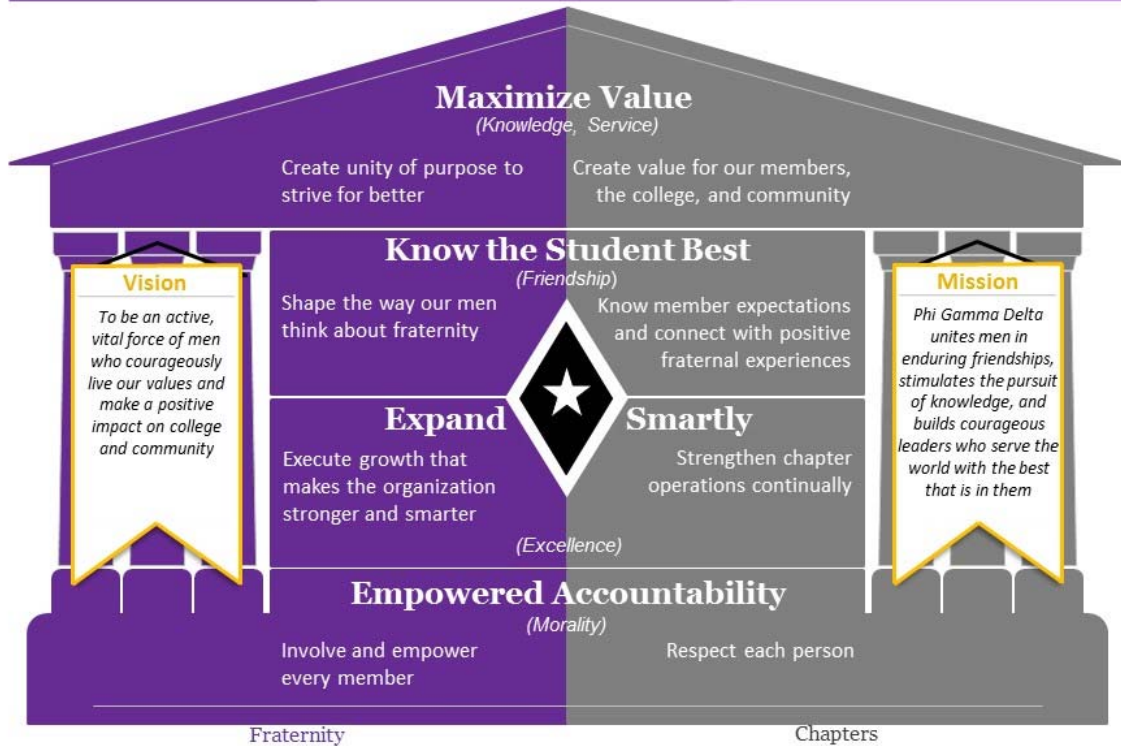 Maximize Value
(Knowledge, Service)
Create unity of purpose to
strive for better
Create value for our members,
the college, and community
Know the Student Best
(Friendship)
Shape the way our men
think about fraternity
Know member expectations
and connect with positive
fraternal experiences
Vision
To be an active,
vital force of men
who courageously
live our values and
make a positive
impact on college
and community
Mission
Phi Gamma Delta
unites men in
enduring friendships,
stimulates the pursuit
of knowledge, and
builds courageous
leaders who serve the
world with the best
that is in them
Expand Smartly
Execute growth that
makes the organization
stronger and smarter
Strengthen chapter
operations continually
(Excellence)
Empowered Accountability
(Morality)
Involve and empower
every member
Respect each person
Fraternity
Chapters